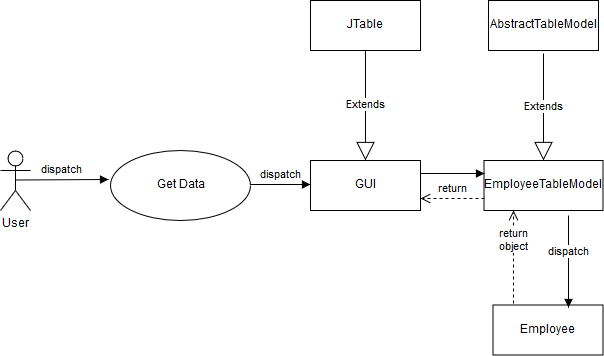 JTable
AbstractTableModel
Extends
Extends
dispatch
User
Get Data
dispatch
GUI
return
EmployeeTableModel
return
object
dispatch
Employee